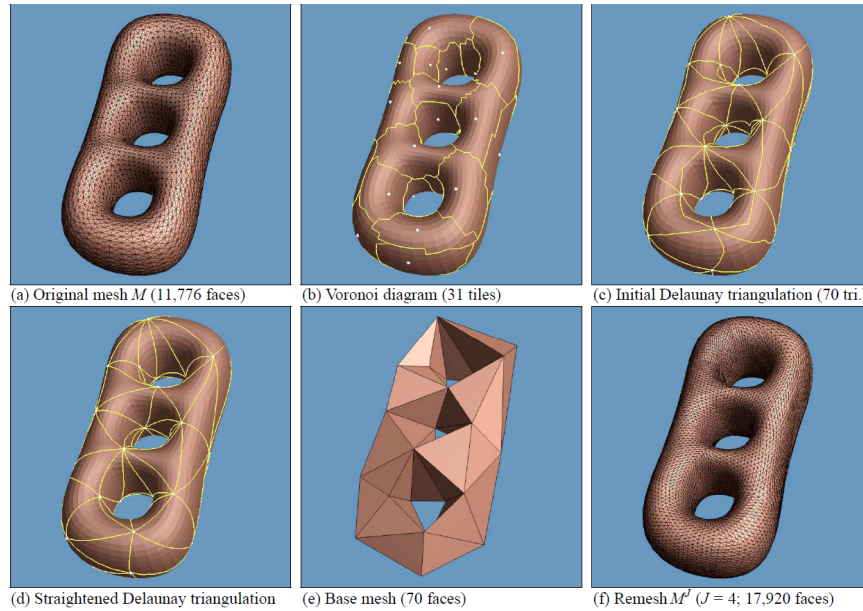 (a) Original mesh M (11,776 faces)
(b) Voronoi diagram (31 tiles)
(c) Initial Delaunay triangulation (70 tri.)
(d) Straightened Delaunay triangulation
(e) Base mesh (70 faces)
(f) Remesh M^J (J = 4; 17,920 faces)